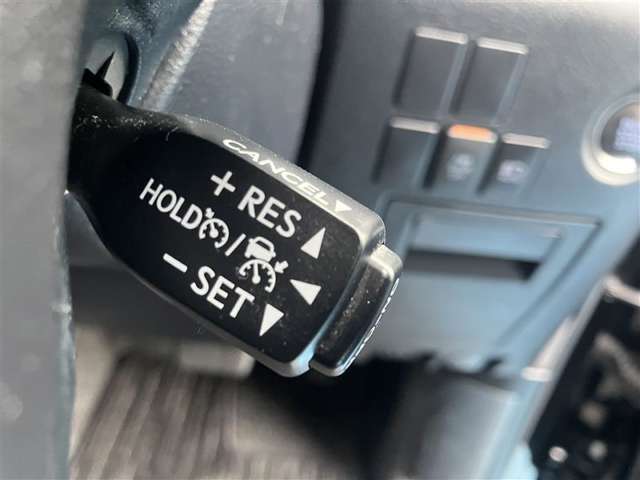 CANCEL
+ RES
HOLD /
- SET